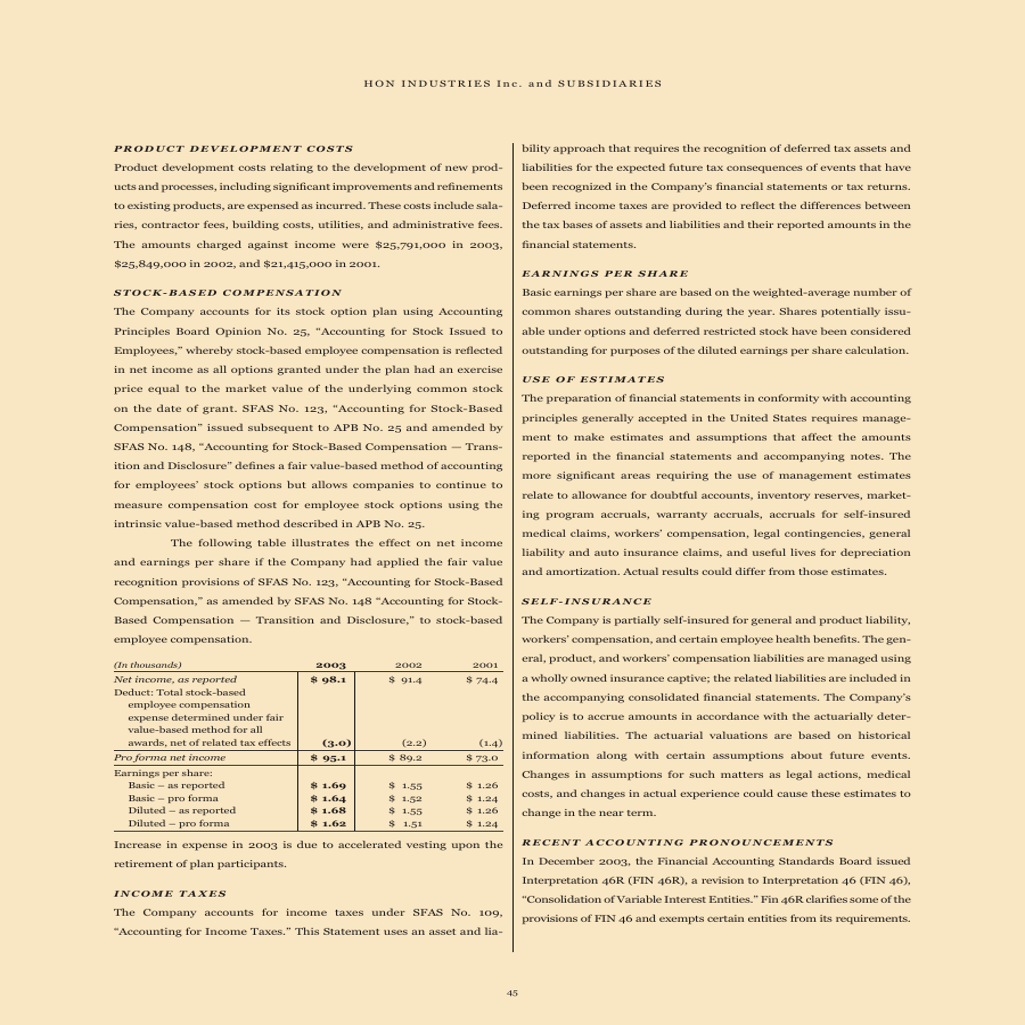 HON INDUSTRIES Inc. and SUBSIDIARIES
PRODUCT DEVELOPMENT COSTS
Product development costs relating to the development of new prod-
ucts and processes, including significant improvements and refinements
to existing products, are expensed as incurred. These costs include sala-
ries, contractor fees, building costs, utilities, and administrative fees.
The amounts charged against income were $25,791,000 in 2003,
$25,849,000 in 2002, and $21,415,000 in 2001.
STOCK-BASED COMPENSATION
The Company accounts for its stock option plan using Accounting
Principles Board Opinion No. 25, “Accounting for Stock Issued to
Employees,” whereby stock-based employee compensation is reflected
in net income as all options granted under the plan had an exercise
price equal to the market value of the underlying common stock
on the date of grant. SFAS No. 123, “Accounting for Stock-Based
Compensation” issued subsequent to APB No. 25 and amended by
SFAS No. 148, “Accounting for Stock-Based Compensation — Trans-
ition and Disclosure” defines a fair value-based method of accounting
for employees’ stock options but allows companies to continue to
measure compensation cost for employee stock options using the
intrinsic value-based method described in APB No. 25.
The following table illustrates the effect on net income
and earnings per share if the Company had applied the fair value
recognition provisions of SFAS No. 123, “Accounting for Stock-Based
Compensation,” as amended by SFAS No. 148 “Accounting for Stock-
Based Compensation — Transition and Disclosure,” to stock-based
employee compensation.
(In thousands) 2003 2002 2001
Net income, as reported $ 98.1 $ 91.4 $ 74.4
Deduct: Total stock-based
employee compensation
expense determined under fair
value-based method for all
awards, net of related tax effects (3.0) (2.2) (1.4)
Pro forma net income $ 95.1 $ 89.2 $ 73.0
Earnings per share:
Basic – as reported $ 1.69 $ 1.55 $ 1.26
Basic – pro forma $ 1.64 $ 1.52 $ 1.24
Diluted – as reported $ 1.68 $ 1.55 $ 1.26
Diluted – pro forma $ 1.62 $ 1.51 $ 1.24
Increase in expense in 2003 is due to accelerated vesting upon the
retirement of plan participants.
INCOME TAXES
The Company accounts for income taxes under SFAS No. 109,
“Accounting for Income Taxes.” This Statement uses an asset and lia-
bility approach that requires the recognition of deferred tax assets and
liabilities for the expected future tax consequences of events that have
been recognized in the Company’s financial statements or tax returns.
Deferred income taxes are provided to reflect the differences between
the tax bases of assets and liabilities and their reported amounts in the
financial statements.
EARNINGS PER SHARE
Basic earnings per share are based on the weighted-average number of
common shares outstanding during the year. Shares potentially issu-
able under options and deferred restricted stock have been considered
outstanding for purposes of the diluted earnings per share calculation.
USE OF ESTIMATES
The preparation of financial statements in conformity with accounting
principles generally accepted in the United States requires manage-
ment to make estimates and assumptions that affect the amounts
reported in the financial statements and accompanying notes. The
more significant areas requiring the use of management estimates
relate to allowance for doubtful accounts, inventory reserves, market-
ing program accruals, warranty accruals, accruals for self-insured
medical claims, workers’ compensation, legal contingencies, general
liability and auto insurance claims, and useful lives for depreciation
and amortization. Actual results could differ from those estimates.
SELF-INSURANCE
The Company is partially self-insured for general and product liability,
workers’ compensation, and certain employee health benefits. The gen-
eral, product, and workers’ compensation liabilities are managed using
a wholly owned insurance captive; the related liabilities are included in
the accompanying consolidated financial statements. The Company’s
policy is to accrue amounts in accordance with the actuarially deter-
mined liabilities. The actuarial valuations are based on historical
information along with certain assumptions about future events.
Changes in assumptions for such matters as legal actions, medical
costs, and changes in actual experience could cause these estimates to
change in the near term.
RECENT ACCOUNTING PRONOUNCEMENTS
In December 2003, the Financial Accounting Standards Board issued
Interpretation 46R (FIN 46R), a revision to Interpretation 46 (FIN 46),
“Consolidation of Variable Interest Entities.” Fin 46R clarifies some of the
provisions of FIN 46 and exempts certain entities from its requirements.
45